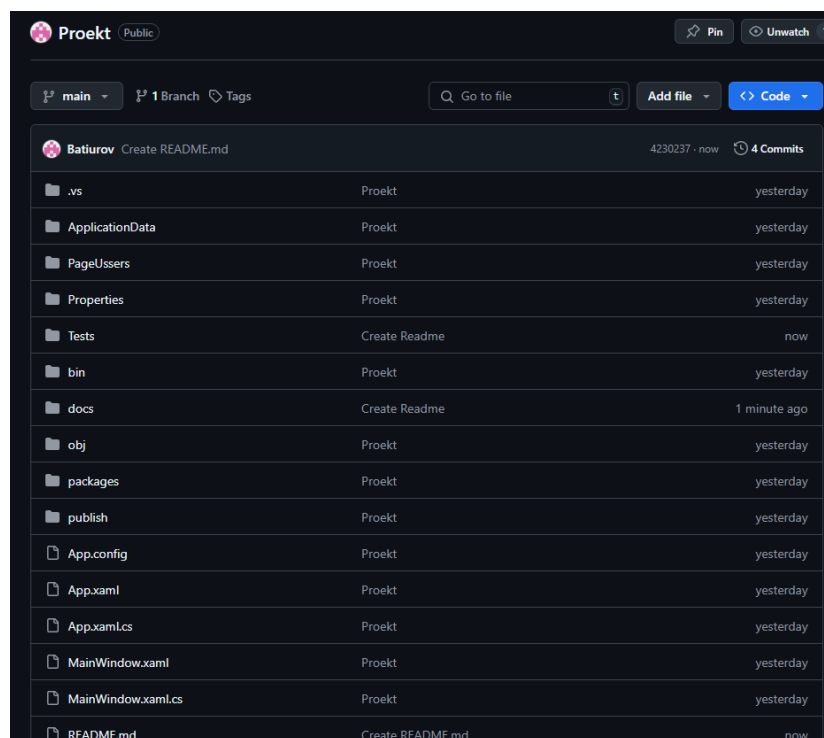 Proekt Public Pin Unwatch
main 1 Branch Tags Go to file t Add file Code
Batiurov Create README.md 4230237 · now 4 Commits
.vs Proekt yesterday
ApplicationData Proekt yesterday
PageUssers Proekt yesterday
Properties Proekt yesterday
Tests Create Readme now
bin Proekt yesterday
docs Create Readme 1 minute ago
obj Proekt yesterday
packages Proekt yesterday
publish Proekt yesterday
App.config Proekt yesterday
App.xaml Proekt yesterday
App.xaml.cs Proekt yesterday
MainWindow.xaml Proekt yesterday
MainWindow.xaml.cs Proekt yesterday
README.md Create README.md now